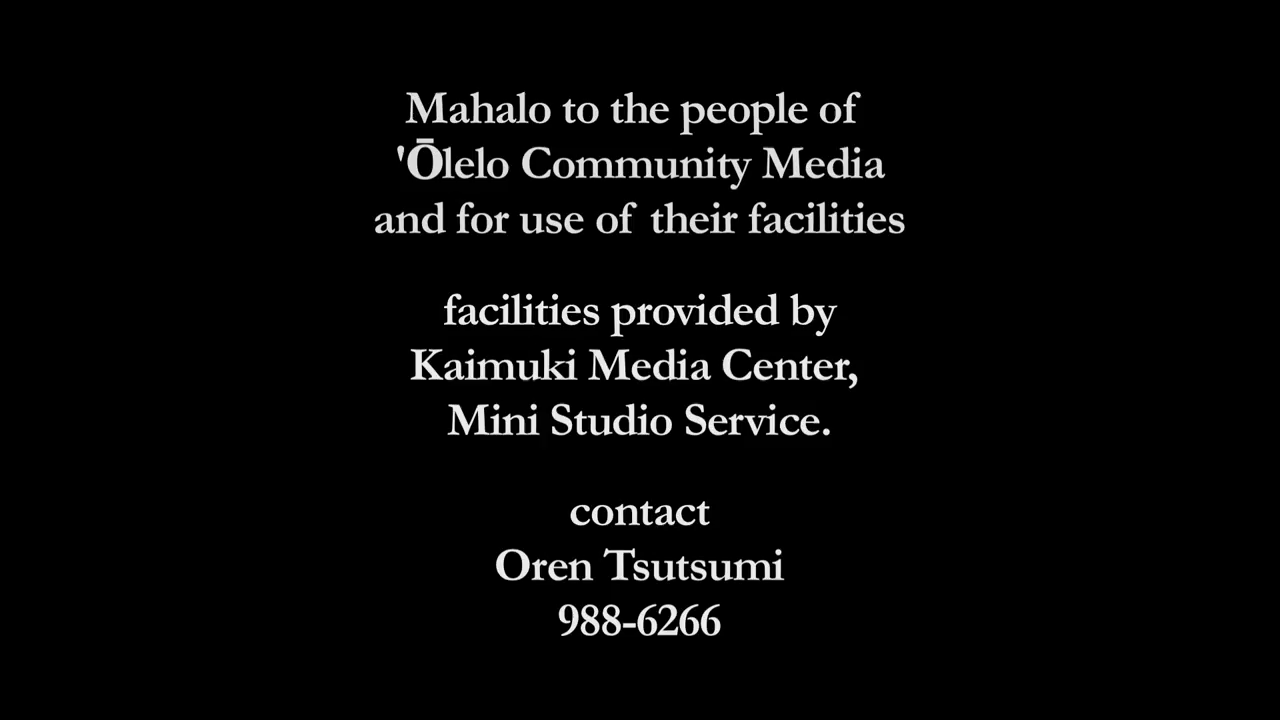 Mahalo to the people of
'Ōlelo Community Media
and for use of their facilities
facilities provided by
Kaimuki Media Center,
Mini Studio Service.
contact
Oren Tsutsumi
988-6266